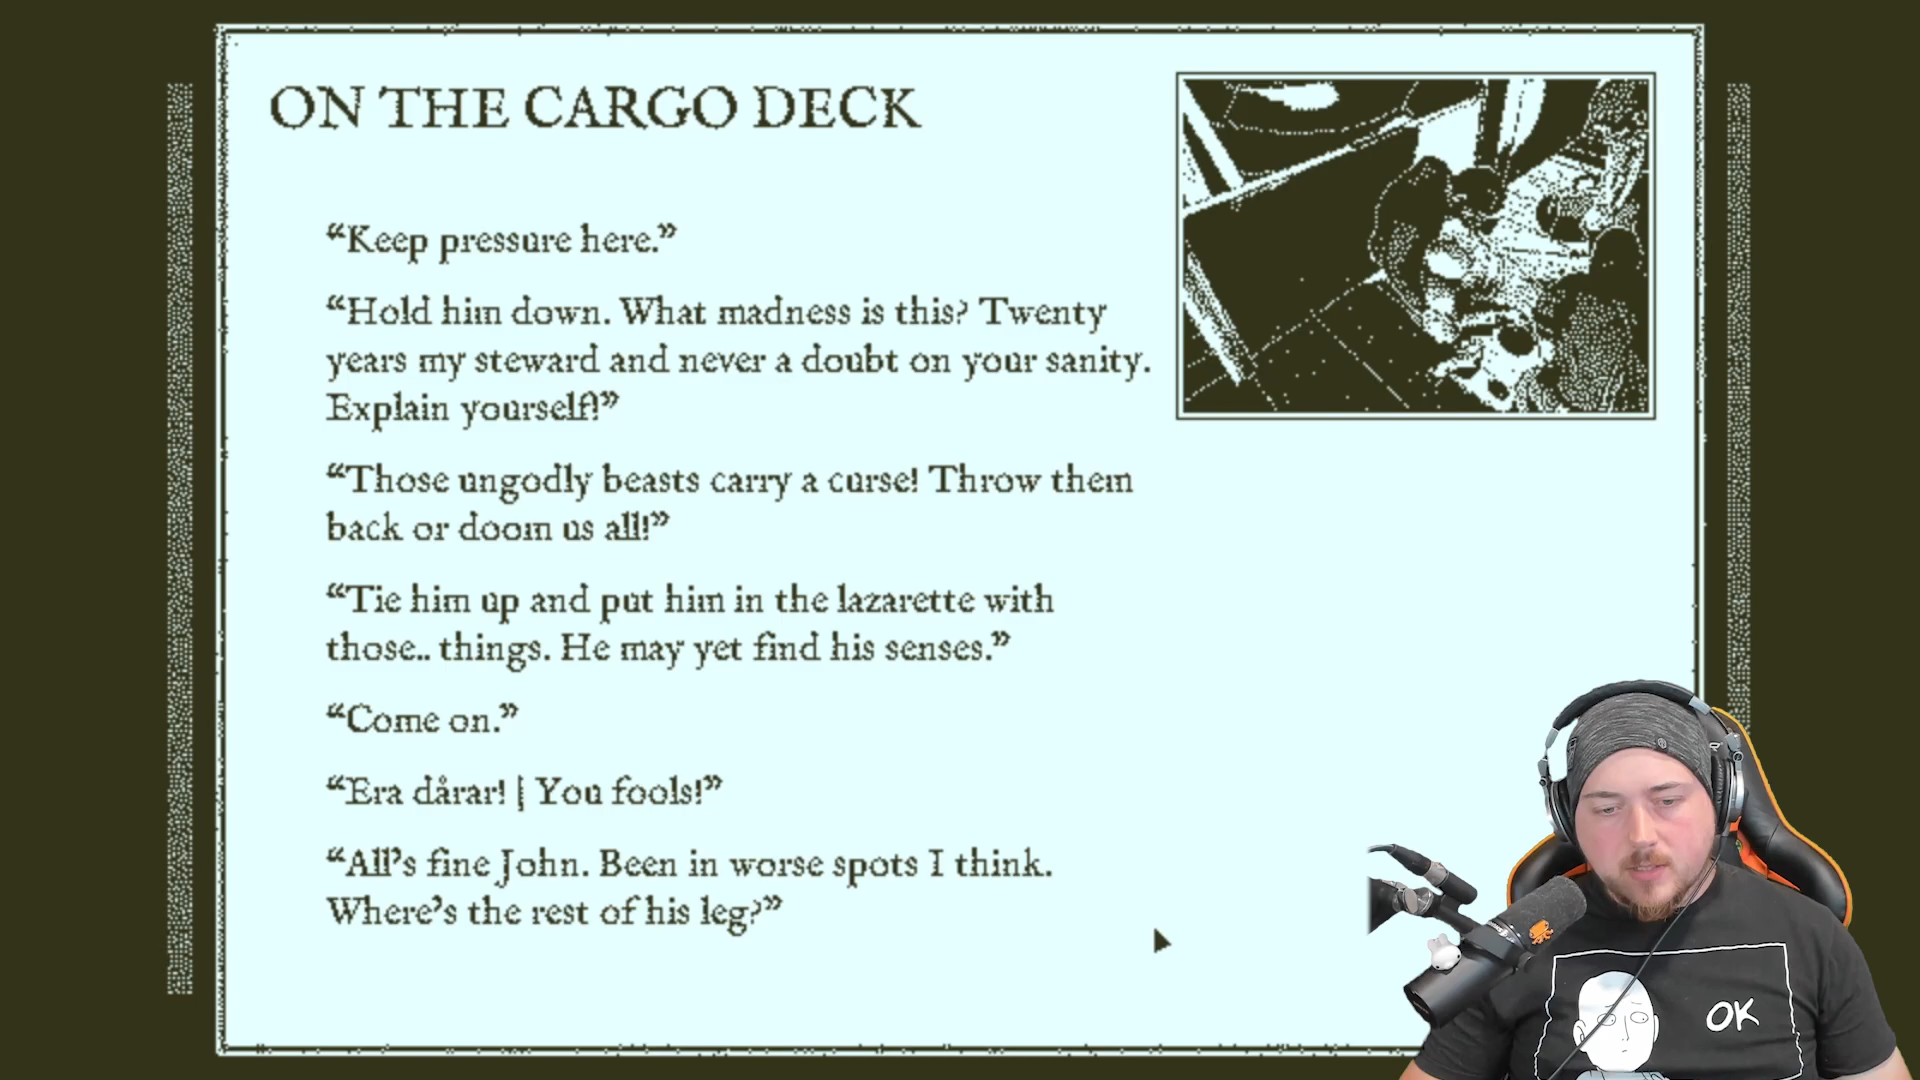 ON THE CARGO DECK
“Keep pressure here.”
“Hold him down. What madness is this? Twenty
years my steward and never a doubt on your sanity.
Explain yourself!”
“Those ungodly beasts carry a curse! Throw them
back or doom us all!”
“Tie him up and put him in the lazarette with
those.. things. He may yet find his senses.”
“Come on.”
“Era dårar! | You fools!”
“All’s fine John. Been in worse spots I think.
Where’s the rest of his leg?”
OK